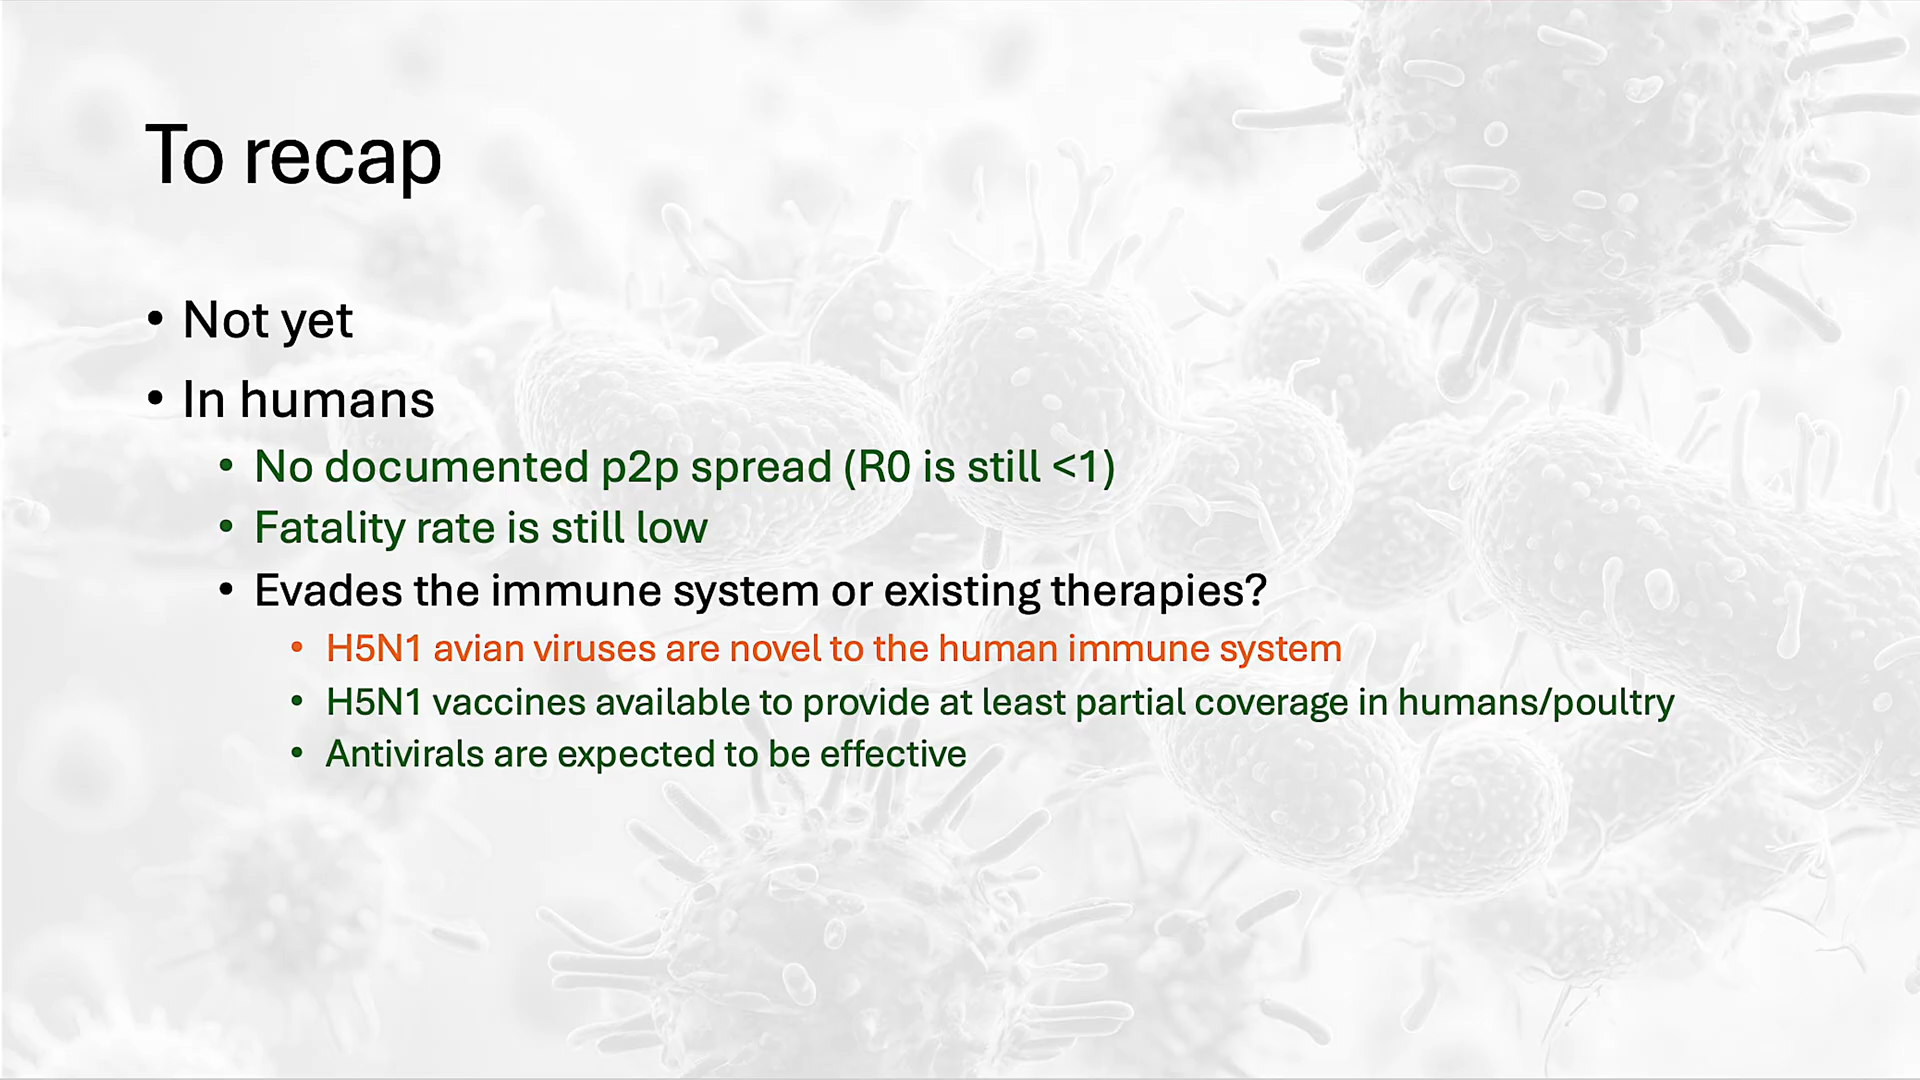 To recap
• Not yet
• In humans
• No documented p2p spread (R0 is still <1)
• Fatality rate is still low
• Evades the immune system or existing therapies?
• H5N1 avian viruses are novel to the human immune system
• H5N1 vaccines available to provide at least partial coverage in humans/poultry
• Antivirals are expected to be effective